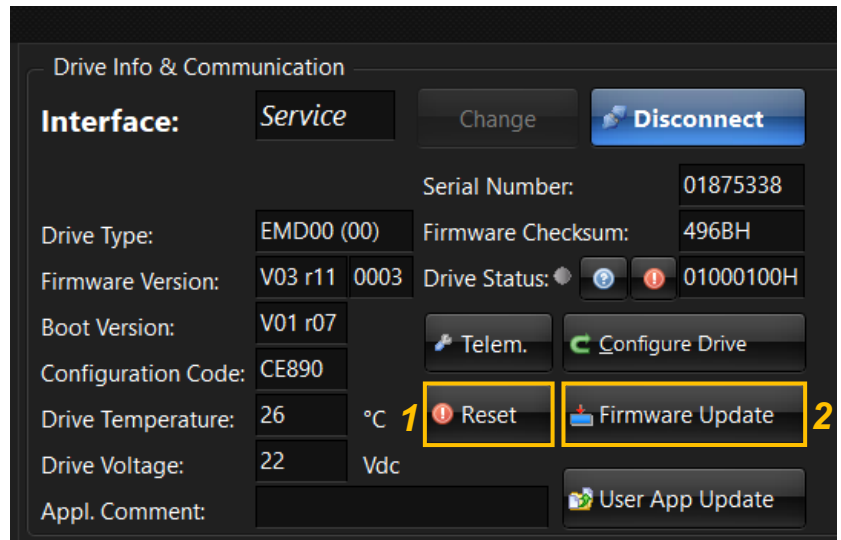 Drive Info & Communication
Interface: Service Change Disconnect
Serial Number: 01875338
Drive Type: EMD00 (00) Firmware Checksum: 496BH
Firmware Version: V03 r11 0003 Drive Status: 01000100H
Boot Version: V01 r07
Telem. Configure Drive
Configuration Code: CE890
Drive Temperature: 26 °C 1 Reset Firmware Update 2
Drive Voltage: 22 Vdc
User App Update
Appl. Comment: